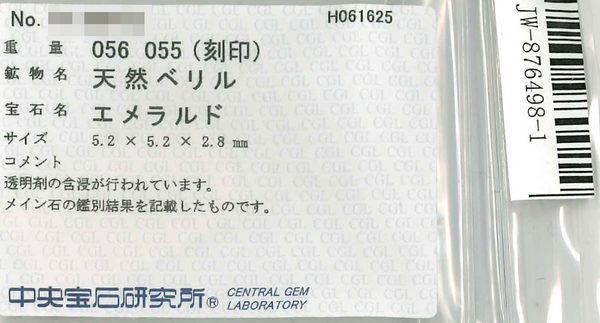 No. H061625
重量 056 055(刻印)
鉱物名 天然ベリル
宝石名 エメラルド
サイズ 5.2 × 5.2 × 2.8 mm
コメント
透明剤の含浸が行われています。
メイン石の鑑別結果を記載したものです。
中央宝石研究所® CENTRAL GEM
LABORATORY
JW-876498-1